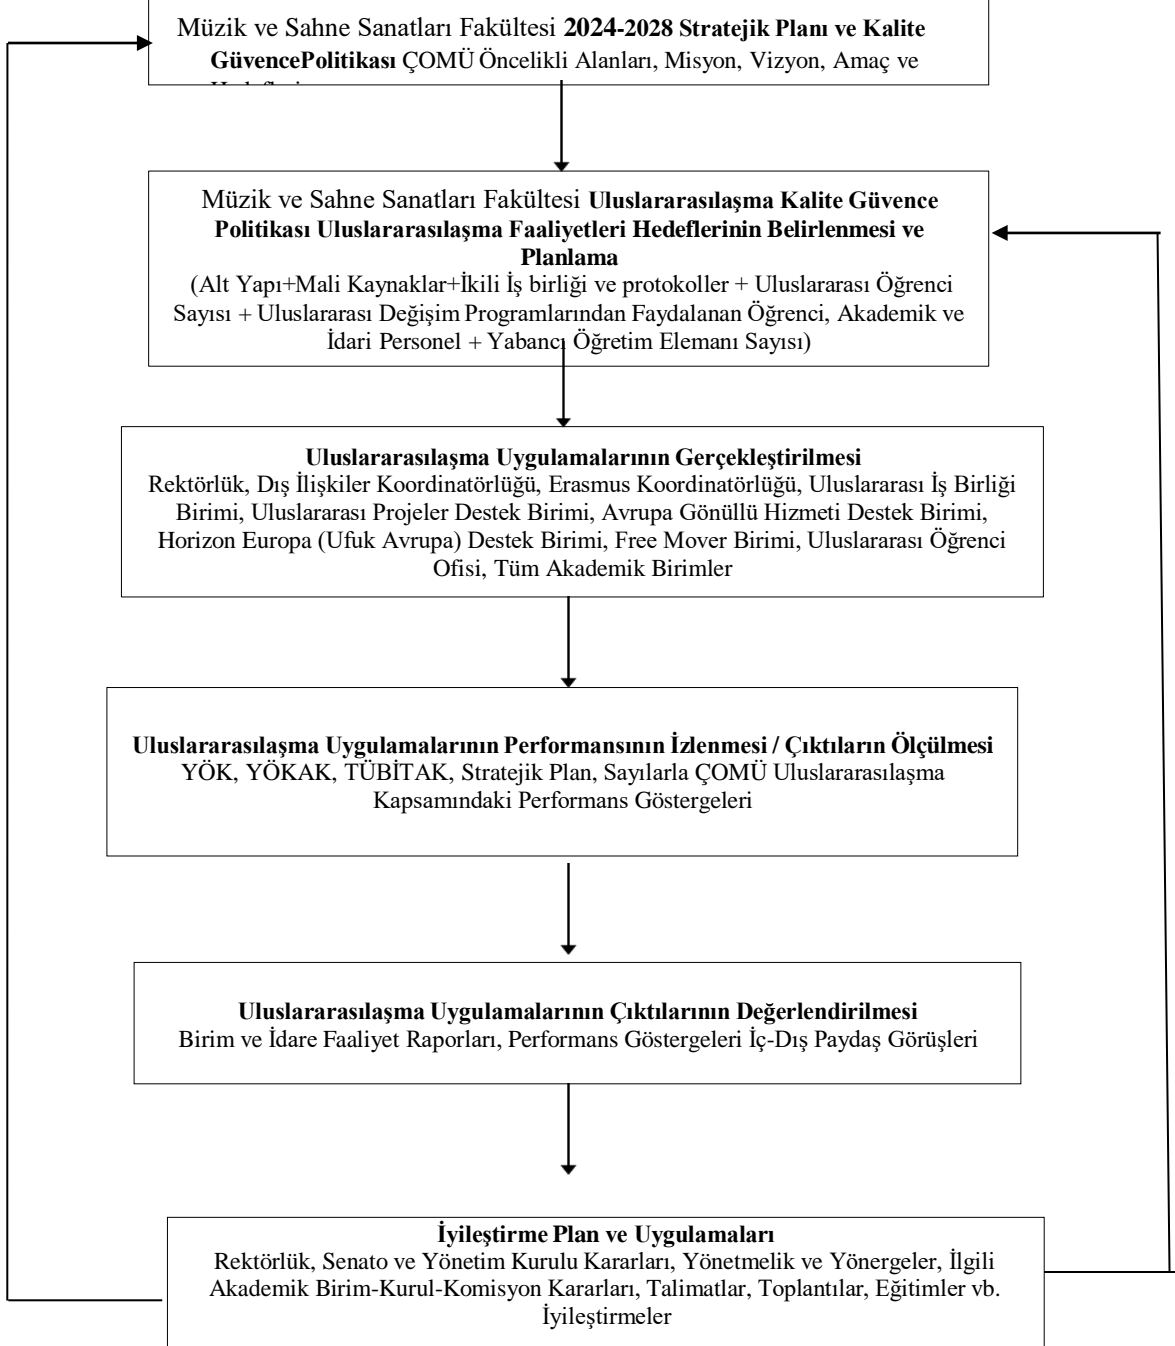 Müzik ve Sahne Sanatları Fakültesi 2024-2028 Stratejik Planı ve Kalite
GüvencePolitikası ÇOMÜ Öncelikli Alanları, Misyon, Vizyon, Amaç ve
Müzik ve Sahne Sanatları Fakültesi Uluslararasılaşma Kalite Güvence
Politikası Uluslararasılaşma Faaliyetleri Hedeflerinin Belirlenmesi ve
Planlama
(Alt Yapı+Mali Kaynaklar+İkili İş birliği ve protokoller + Uluslararası Öğrenci
Sayısı + Uluslararası Değişim Programlarından Faydalanan Öğrenci, Akademik ve
İdari Personel + Yabancı Öğretim Elemanı Sayısı)
Uluslararasılaşma Uygulamalarının Gerçekleştirilmesi
Rektörlük, Dış İlişkiler Koordinatörlüğü, Erasmus Koordinatörlüğü, Uluslararası İş Birliği
Birimi, Uluslararası Projeler Destek Birimi, Avrupa Gönüllü Hizmeti Destek Birimi,
Horizon Europa (Ufuk Avrupa) Destek Birimi, Free Mover Birimi, Uluslararası Öğrenci
Ofisi, Tüm Akademik Birimler
Uluslararasılaşma Uygulamalarının Performansının İzlenmesi / Çıktıların Ölçülmesi
YÖK, YÖKAK, TÜBİTAK, Stratejik Plan, Sayılarla ÇOMÜ Uluslararasılaşma
Kapsamındaki Performans Göstergeleri
Uluslararasılaşma Uygulamalarının Çıktılarının Değerlendirilmesi
Birim ve İdare Faaliyet Raporları, Performans Göstergeleri İç-Dış Paydaş Görüşleri
İyileştirme Plan ve Uygulamaları
Rektörlük, Senato ve Yönetim Kurulu Kararları, Yönetmelik ve Yönergeler, İlgili
Akademik Birim-Kurul-Komisyon Kararları, Talimatlar, Toplantılar, Eğitimler vb.
İyileştirmeler